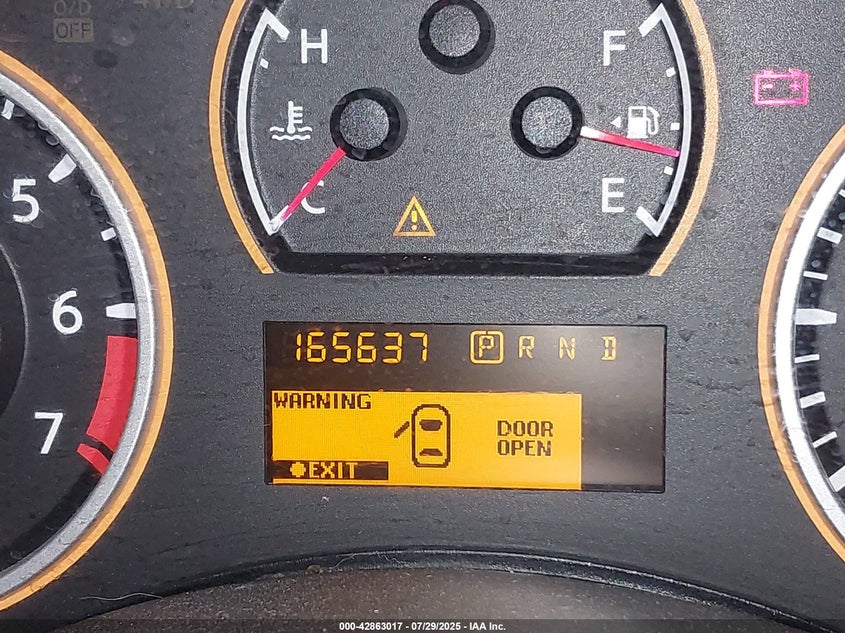 O/D
OFF
H
F
C
E
5
6
7
165637 P R N D
WARNING
DOOR
OPEN
EXIT
000-42863017 / 07/29/2025 - IAA Inc.